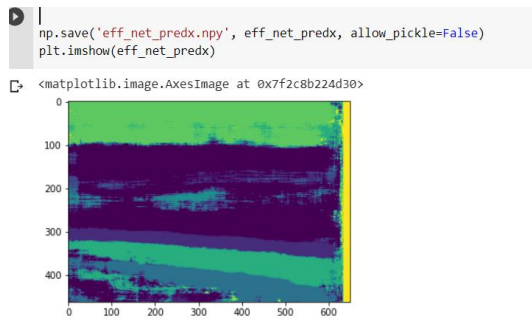 np.save('eff_net_predx.npy', eff_net_predx, allow_pickle=False)
plt.imshow(eff_net_predx)
<matplotlib.image.AxesImage at 0x7f2c8b224d30>
0
100
200
300
400
0 100 200 300 400 500 600